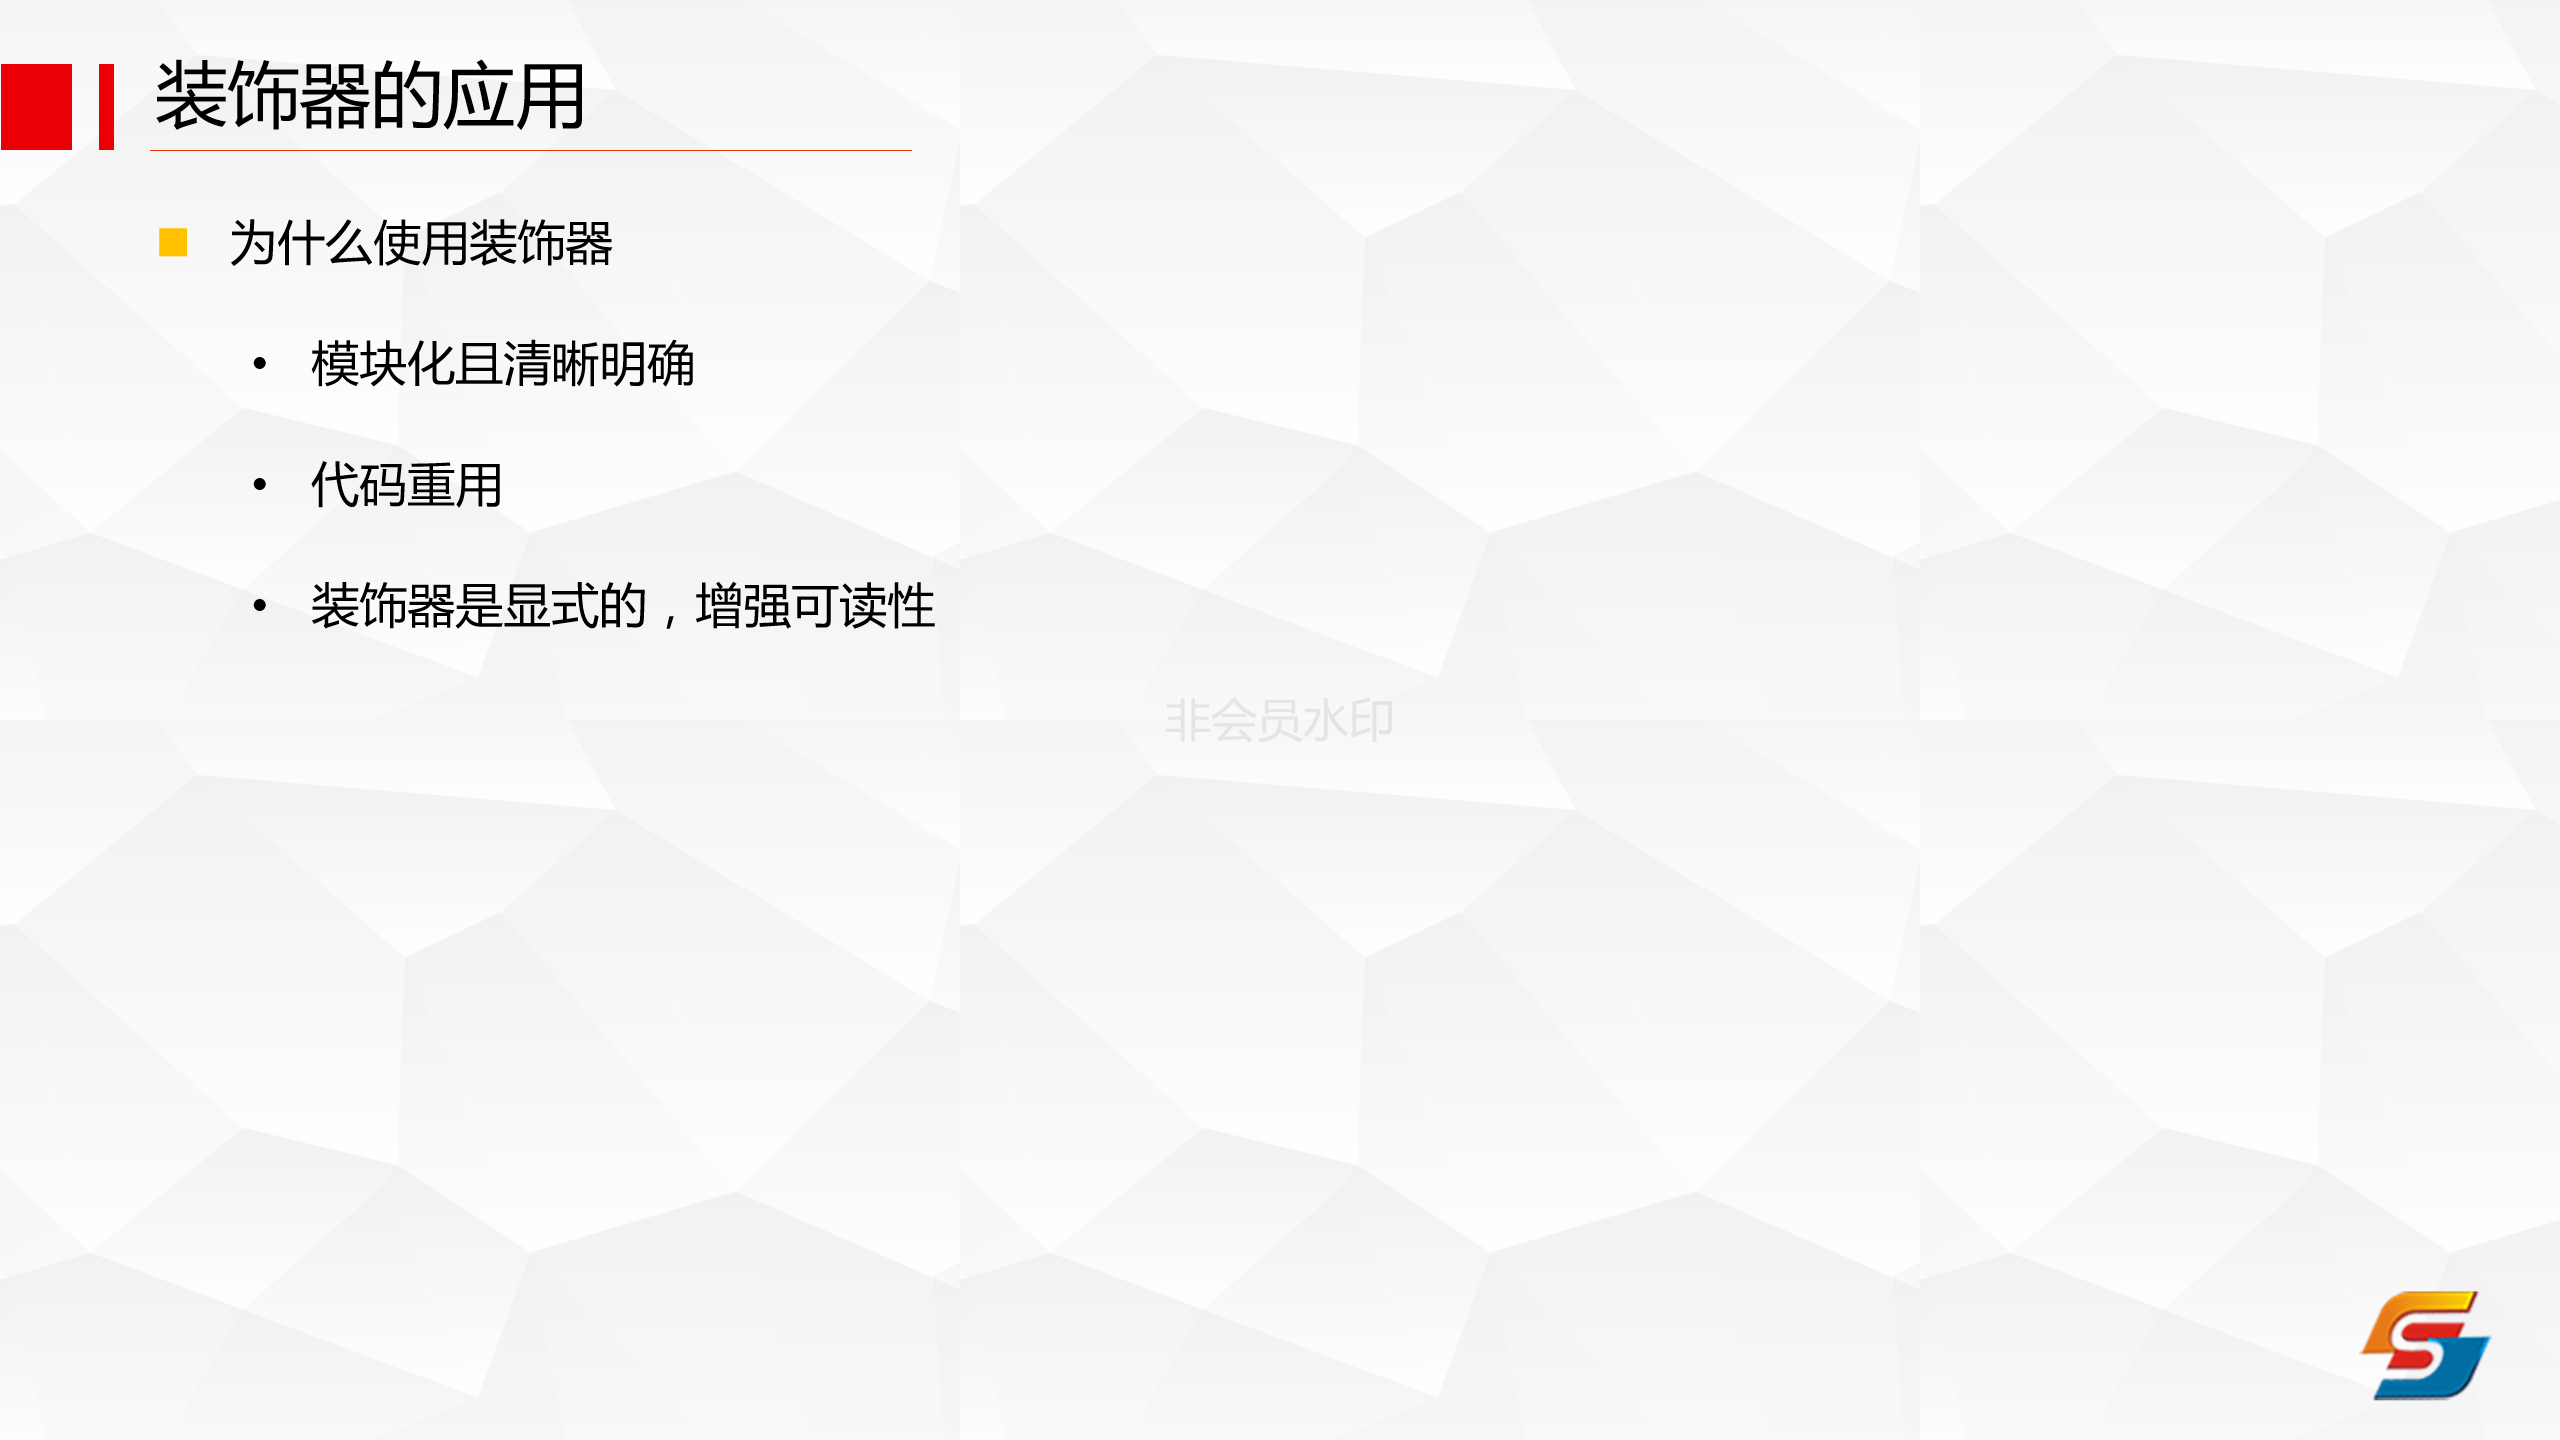 装饰器的应用
为什么使用装饰器
• 模块化且清晰明确
• 代码重用
• 装饰器是显式的，增强可读性
非会员水印